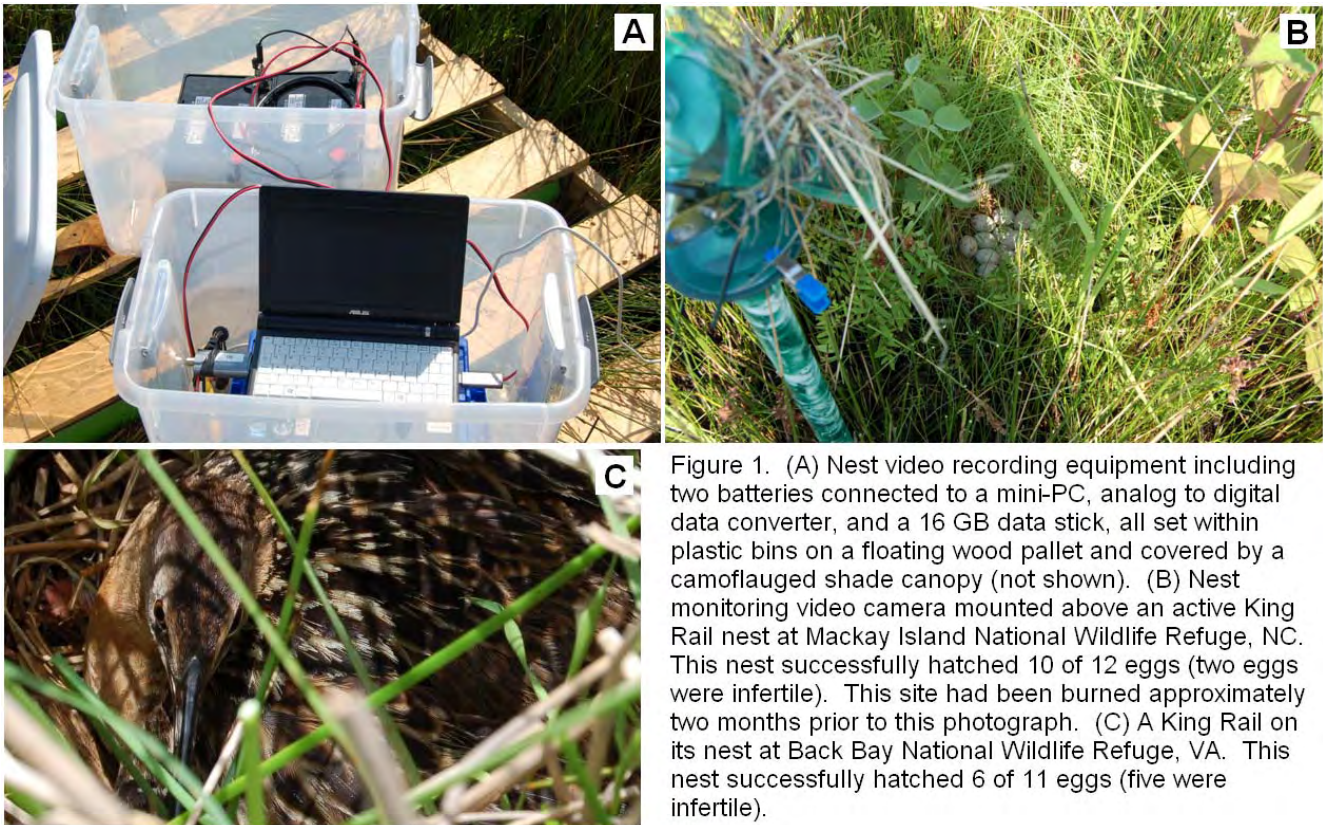 A
B
ASUS
C
Figure 1. (A) Nest video recording equipment including
two batteries connected to a mini-PC, analog to digital
data converter, and a 16 GB data stick, all set within
plastic bins on a floating wood pallet and covered by a
camoflauged shade canopy (not shown). (B) Nest
monitoring video camera mounted above an active King
Rail nest at Mackay Island National Wildlife Refuge, NC.
This nest successfully hatched 10 of 12 eggs (two eggs
were infertile). This site had been burned approximately
two months prior to this photograph. (C) A King Rail on
its nest at Back Bay National Wildlife Refuge, VA. This
nest successfully hatched 6 of 11 eggs (five were
infertile).